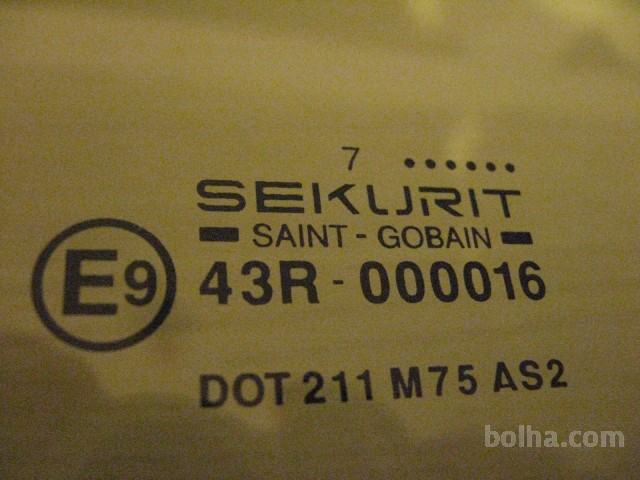 7 ••••••
SEKURIT
SAINT - GOBAIN
E9 43R - 000016
DOT 211 M75 AS2
bolha.com